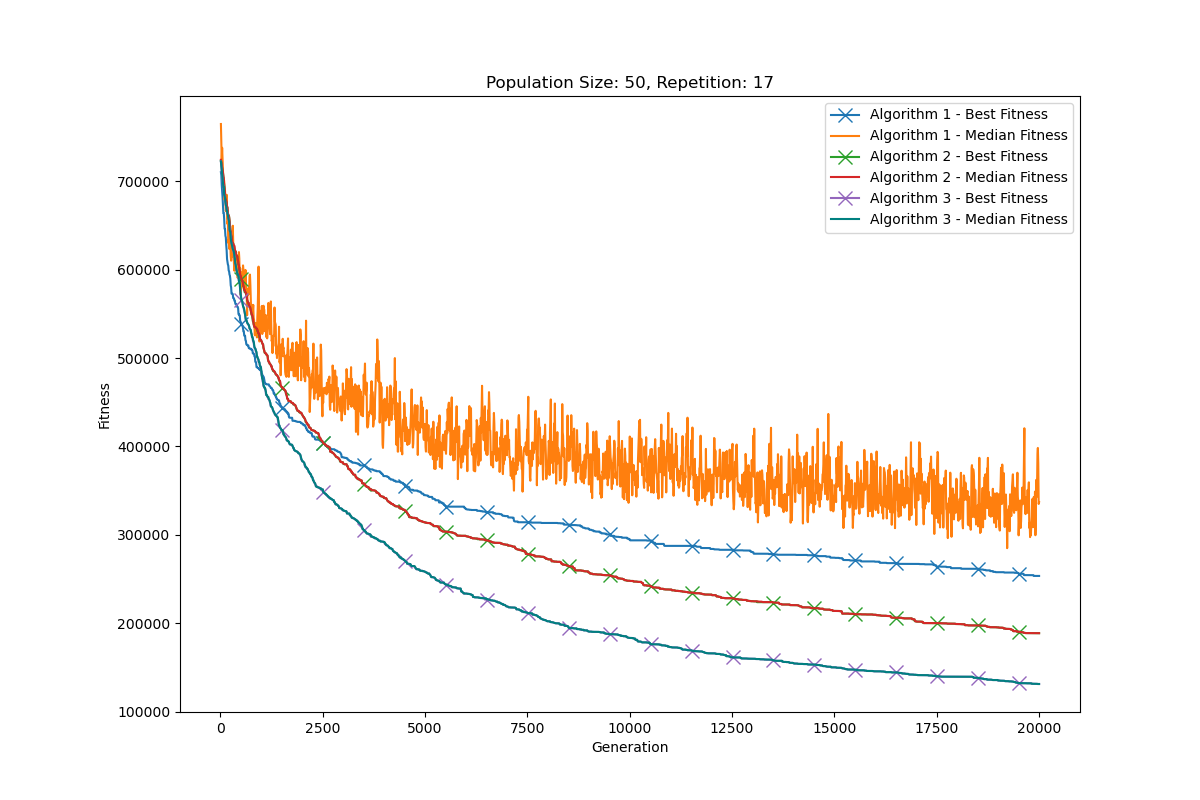 Population Size: 50, Repetition: 17
Algorithm 1 - Best Fitness
Algorithm 1 - Median Fitness
Algorithm 2 - Best Fitness
Algorithm 2 - Median Fitness
Algorithm 3 - Best Fitness
Algorithm 3 - Median Fitness
700000
600000
500000
400000
300000
200000
100000
Fitness
0 2500 5000 7500 10000 12500 15000 17500 20000
Generation